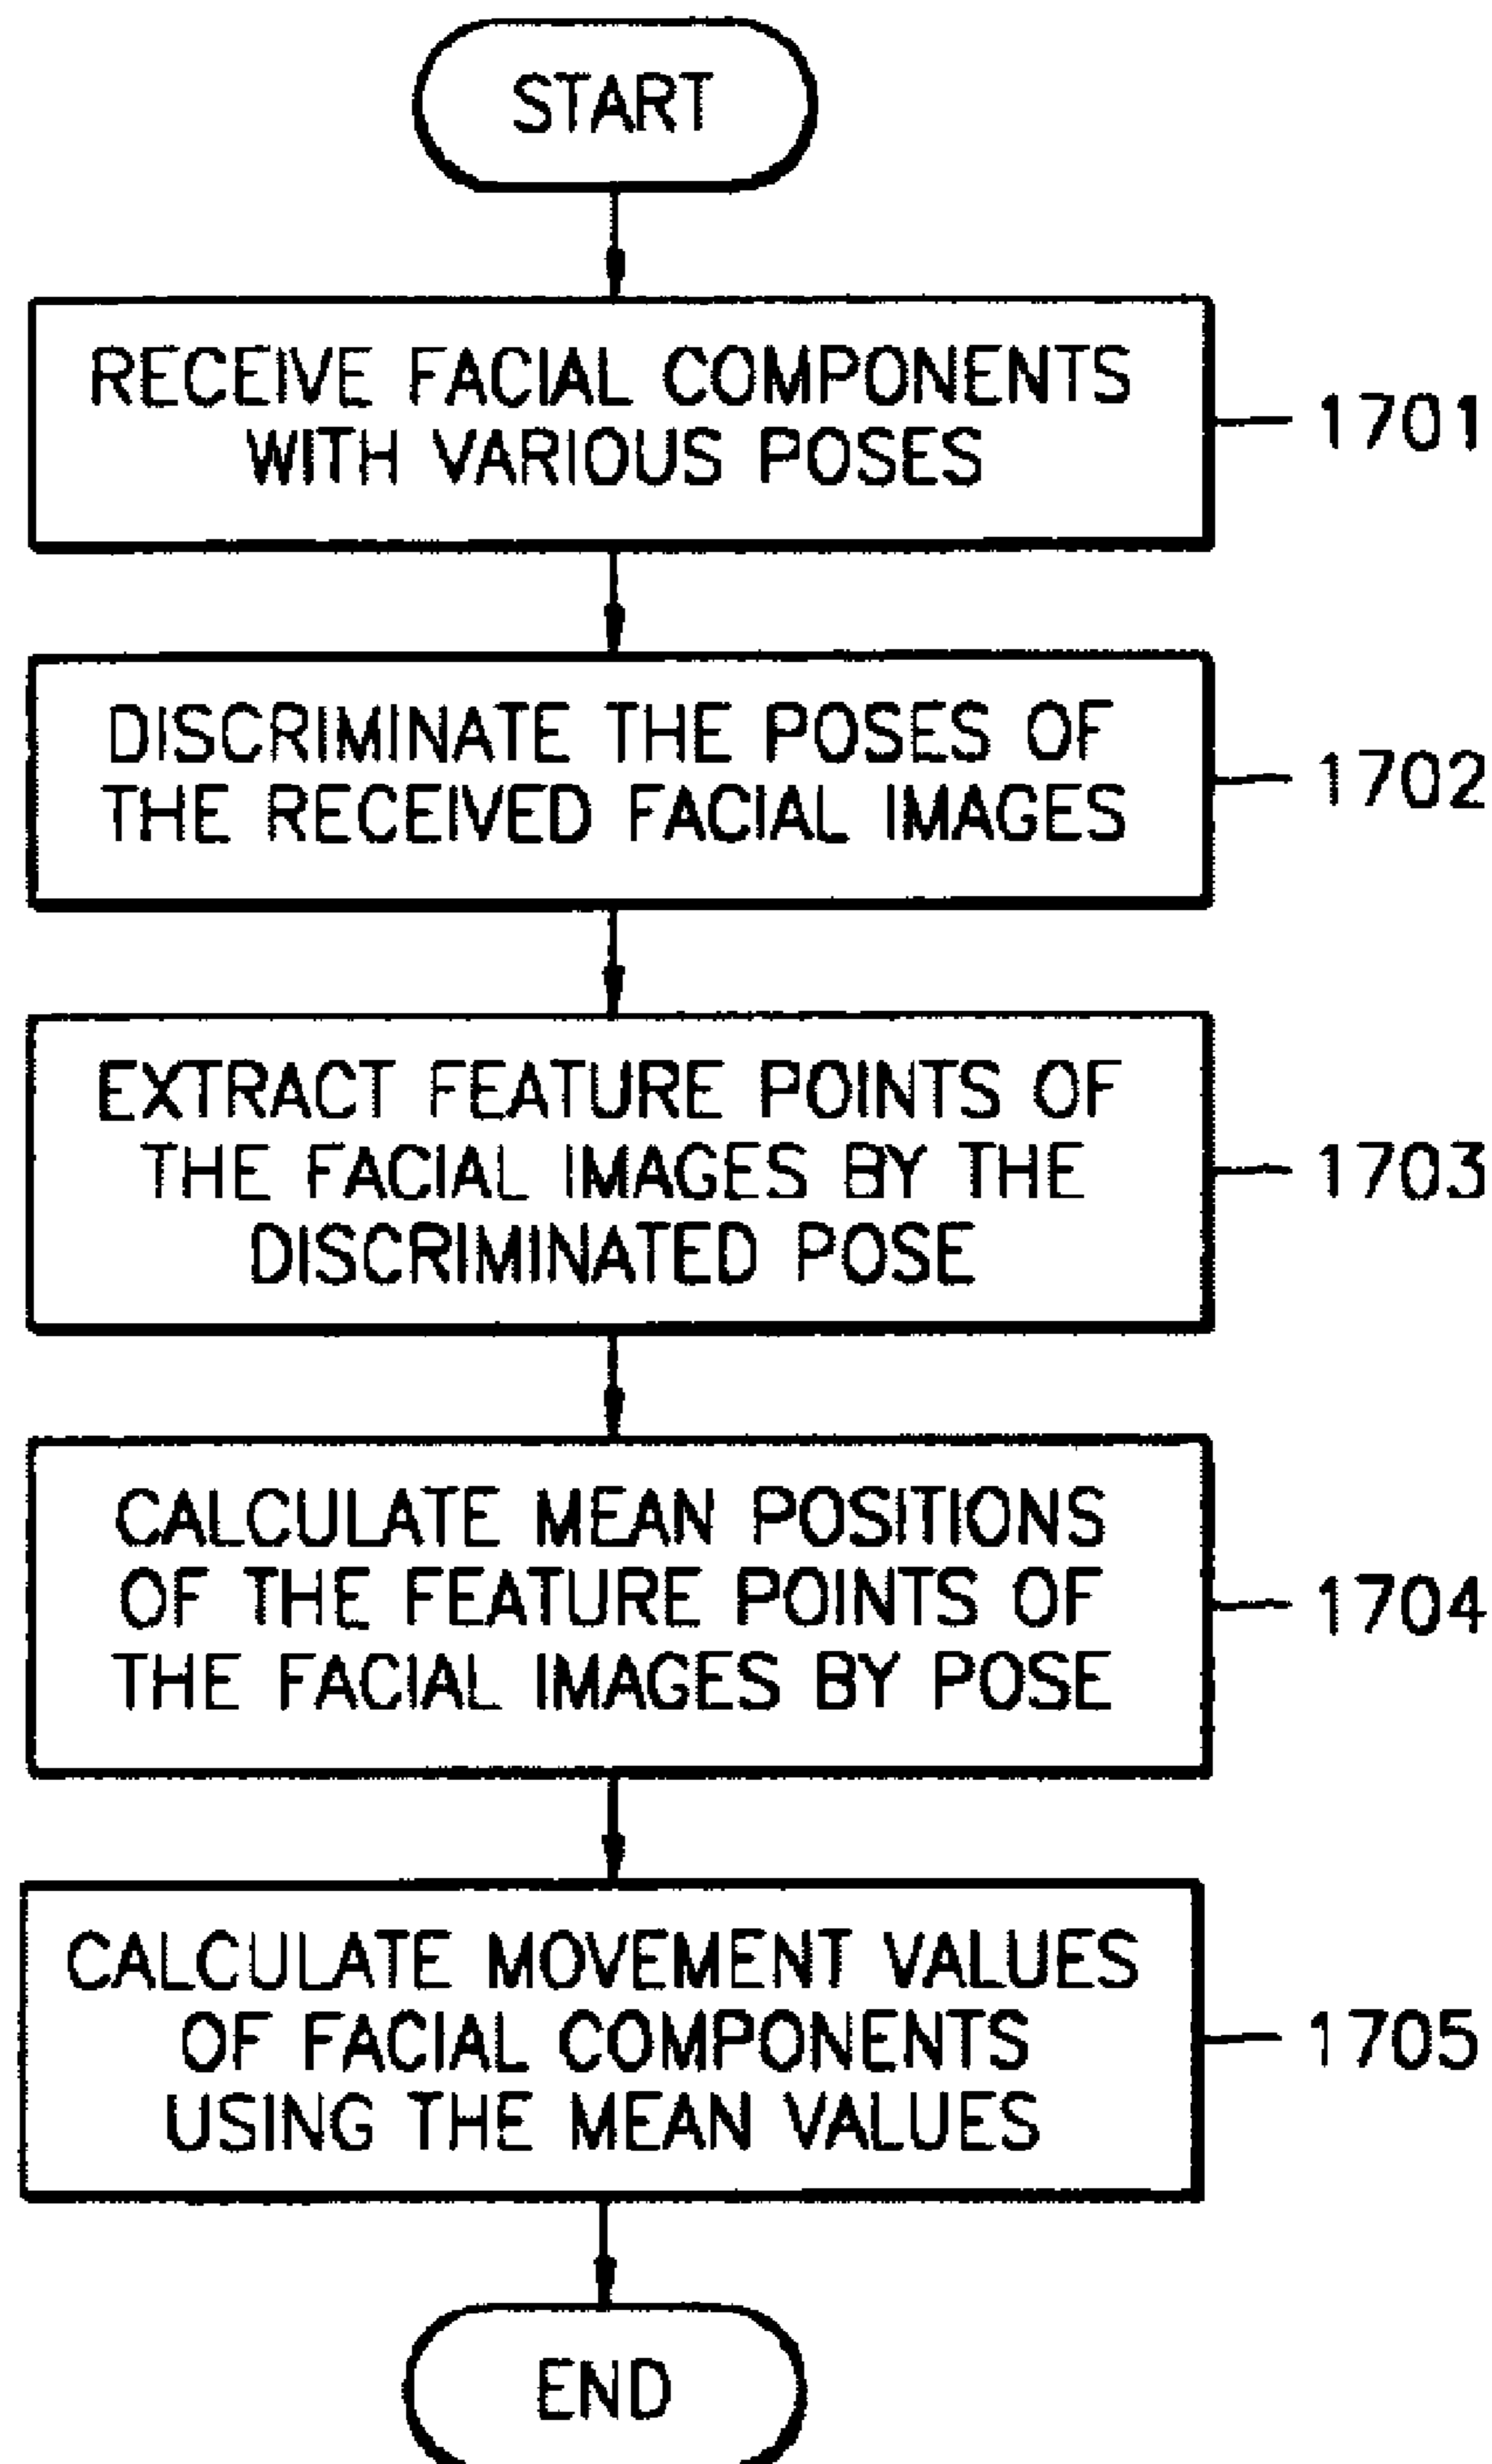 START
RECEIVE FACIAL COMPONENTS
WITH VARIOUS POSES
1701
DISCRIMINATE THE POSES OF
THE RECEIVED FACIAL IMAGES
1702
EXTRACT FEATURE POINTS OF
THE FACIAL IMAGES BY THE
DISCRIMINATED POSE
1703
CALCULATE MEAN POSITIONS
OF THE FEATURE POINTS OF
THE FACIAL IMAGES BY POSE
1704
CALCULATE MOVEMENT VALUES
OF FACIAL COMPONENTS
USING THE MEAN VALUES
1705
END